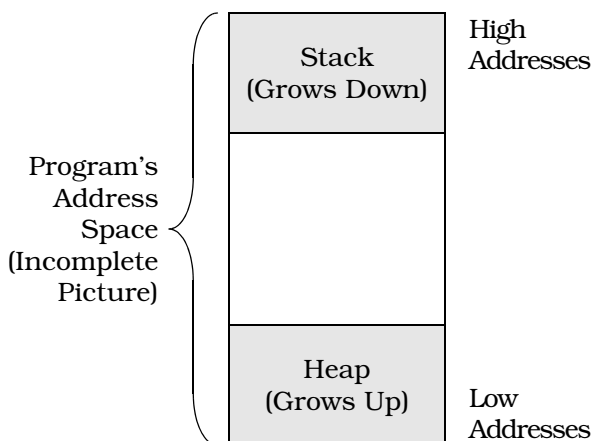 High
Addresses
Stack
(Grows Down)
Program's
Address
Space
(Incomplete
Picture)
Heap
(Grows Up)
Low
Addresses